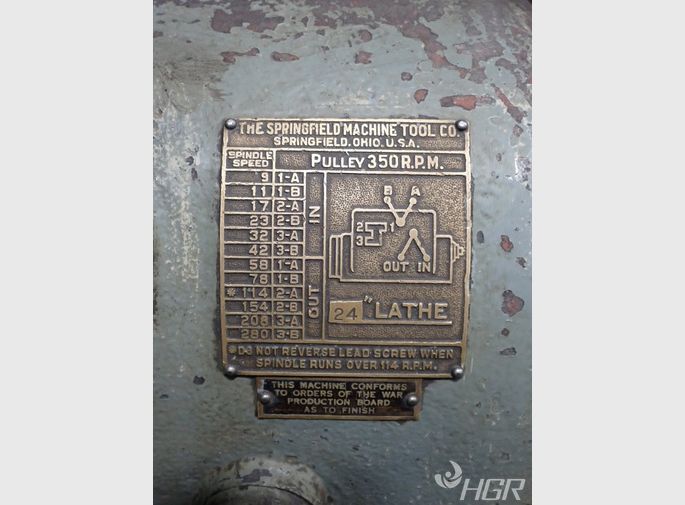 THE SPRINGFIELD MACHINE TOOL CO
SPRINGFIELD, OHIO, U.S.A.
SPINDLE SPEED
PULLEY 350 R.P.M.
9 1-A
11 1-B
17 2-A
23 2-B
32 3-A
42 3-B
IN
58 1-A
78 1-B
*114 2-A
154 2-B
208 3-A
280 3-B
OUT
B A
2 1
3
OUT IN
24" LATHE
*DO NOT REVERSE LEAD SCREW WHEN
SPINDLE RUNS OVER 114 R.P.M.
THIS MACHINE CONFORMS
TO ORDERS OF THE WAR
PRODUCTION BOARD
AS TO FINISH
HGR